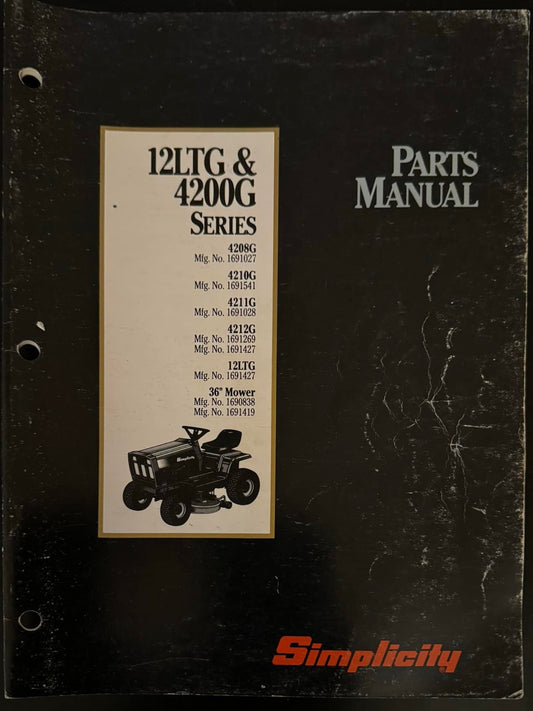 12LTG &
4200G
SERIES
4208G
Mfg. No. 1691027
4210G
Mfg. No. 1691541
4211G
Mfg. No. 1691028
4212G
Mfg. No. 1691269
Mfg. No. 1691427
12LTG
Mfg. No. 1691427
36" Mower
Mfg. No. 1690838
Mfg. No. 1691419
Simplicity
PARTS
MANUAL
Simplicity